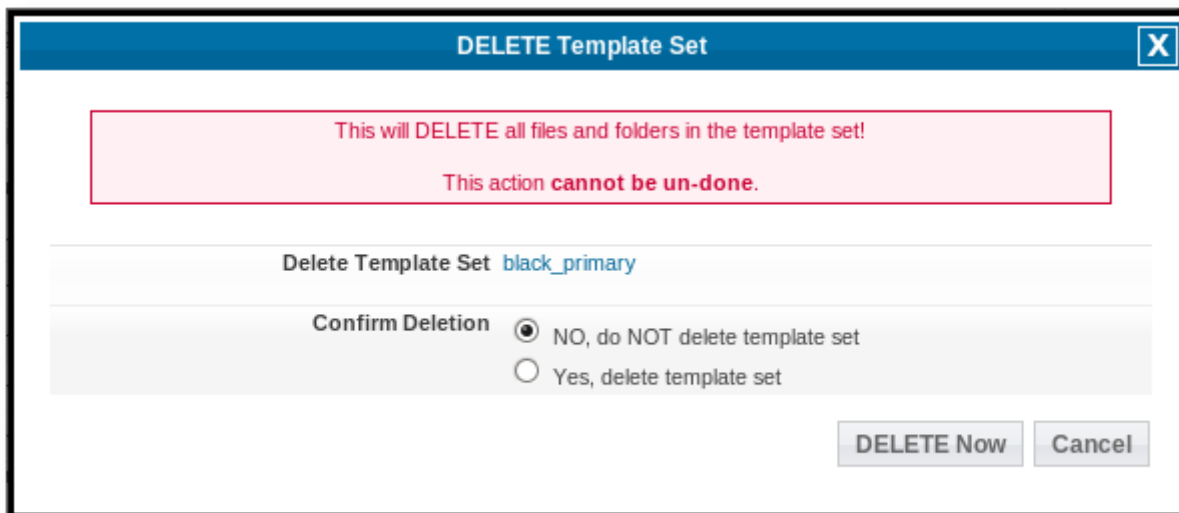 DELETE Template Set
X
This will DELETE all files and folders in the template set!
This action cannot be un-done.
Delete Template Set black_primary
Confirm Deletion
NO, do NOT delete template set
Yes, delete template set
DELETE Now Cancel